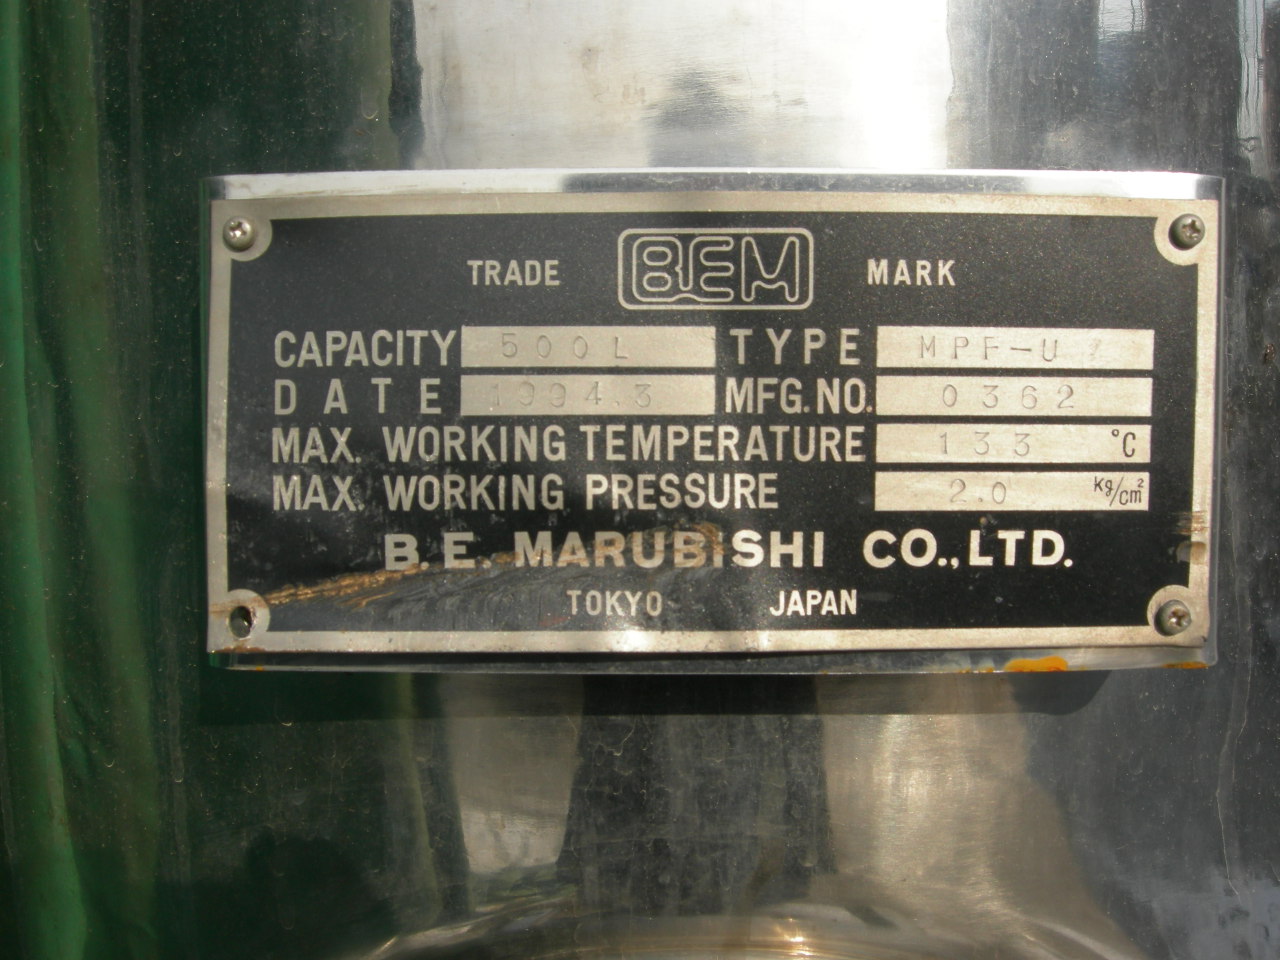 TRADE BEM MARK
CAPACITY 500L TYPE MPF-U
DATE 1994.3 MFG.NO. 0362
MAX. WORKING TEMPERATURE 133 °C
MAX. WORKING PRESSURE 2.0 kg/cm²
B.E. MARUBISHI CO.,LTD.
TOKYO JAPAN